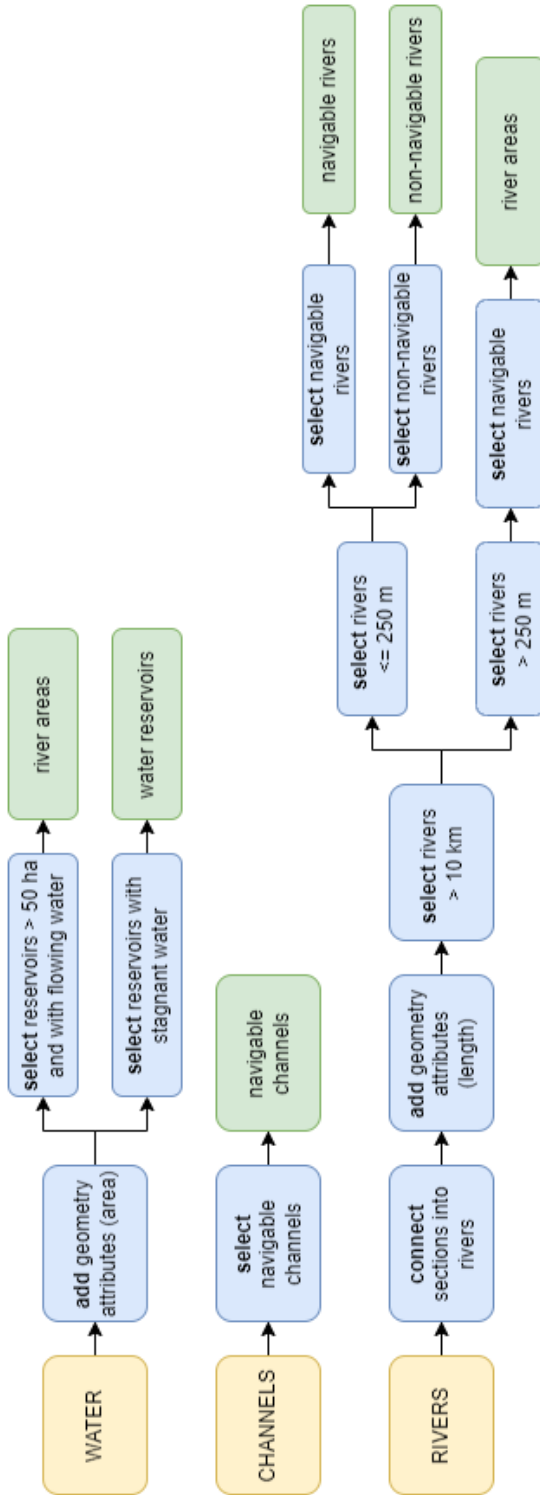 WATER
add geometry
attributes (area)
select reservoirs > 50 ha
and with flowing water
river areas
select reservoirs with
stagnant water
water reservoirs
CHANNELS
select
navigable
channels
navigable
channels
RIVERS
connect
sections into
rivers
add geometry
attributes
(length)
select rivers
> 10 km
select rivers
<= 250 m
select navigable
rivers
navigable rivers
select non-navigable
rivers
non-navigable rivers
select rivers
> 250 m
select navigable
rivers
river areas